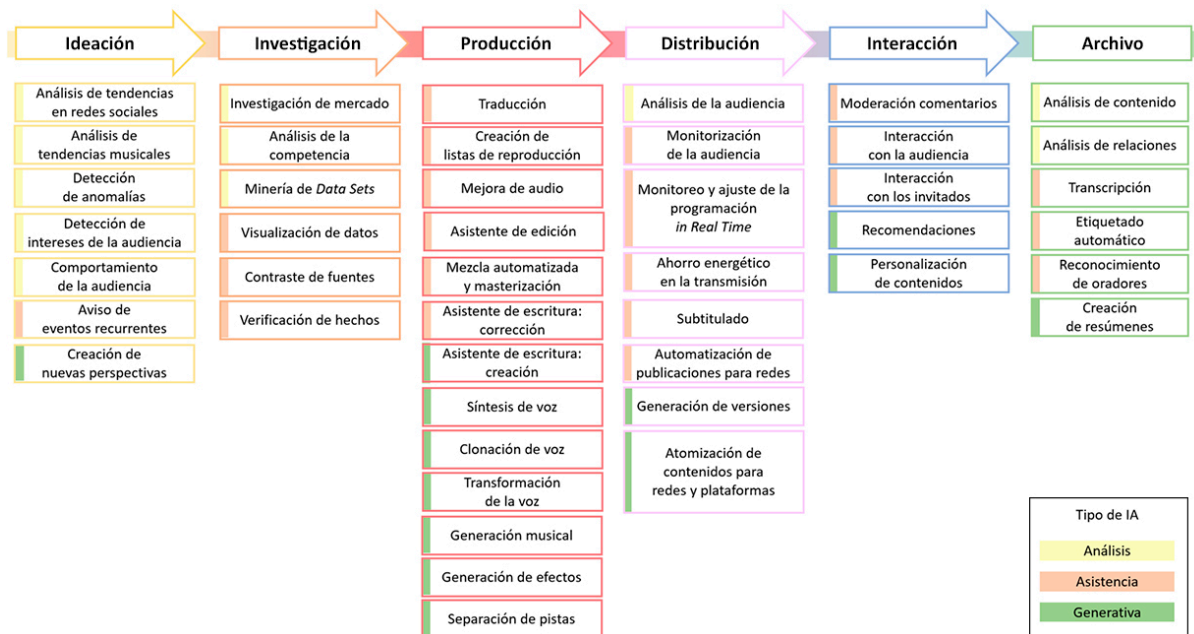 Ideación
Investigación
Producción
Distribución
Interacción
Archivo
Análisis de tendencias
en redes sociales
Análisis de
tendencias musicales
Detección
de anomalías
Detección de
intereses de la audiencia
Comportamiento
de la audiencia
Aviso de
eventos recurrentes
Creación de
nuevas perspectivas
Investigación de mercado
Análisis de la
competencia
Minería de Data Sets
Visualización de datos
Contraste de fuentes
Verificación de hechos
Traducción
Creación de
listas de reproducción
Mejora de audio
Asistente de edición
Mezcla automatizada
y masterización
Asistente de escritura:
corrección
Asistente de escritura:
creación
Síntesis de voz
Clonación de voz
Transformación
de la voz
Generación musical
Generación de efectos
Separación de pistas
Análisis de la audiencia
Monitorización
de la audiencia
Monitoreo y ajuste de la
programación
in Real Time
Ahorro energético
en la transmisión
Subtitulado
Automatización de
publicaciones para redes
Generación de versiones
Atomización de
contenidos para
redes y plataformas
Moderación comentarios
Interacción
con la audiencia
Interacción
con los invitados
Recomendaciones
Personalización
de contenidos
Análisis de contenido
Análisis de relaciones
Transcripción
Etiquetado
automático
Reconocimiento
de oradores
Creación
de resúmenes
Tipo de IA
Análisis
Asistencia
Generativa